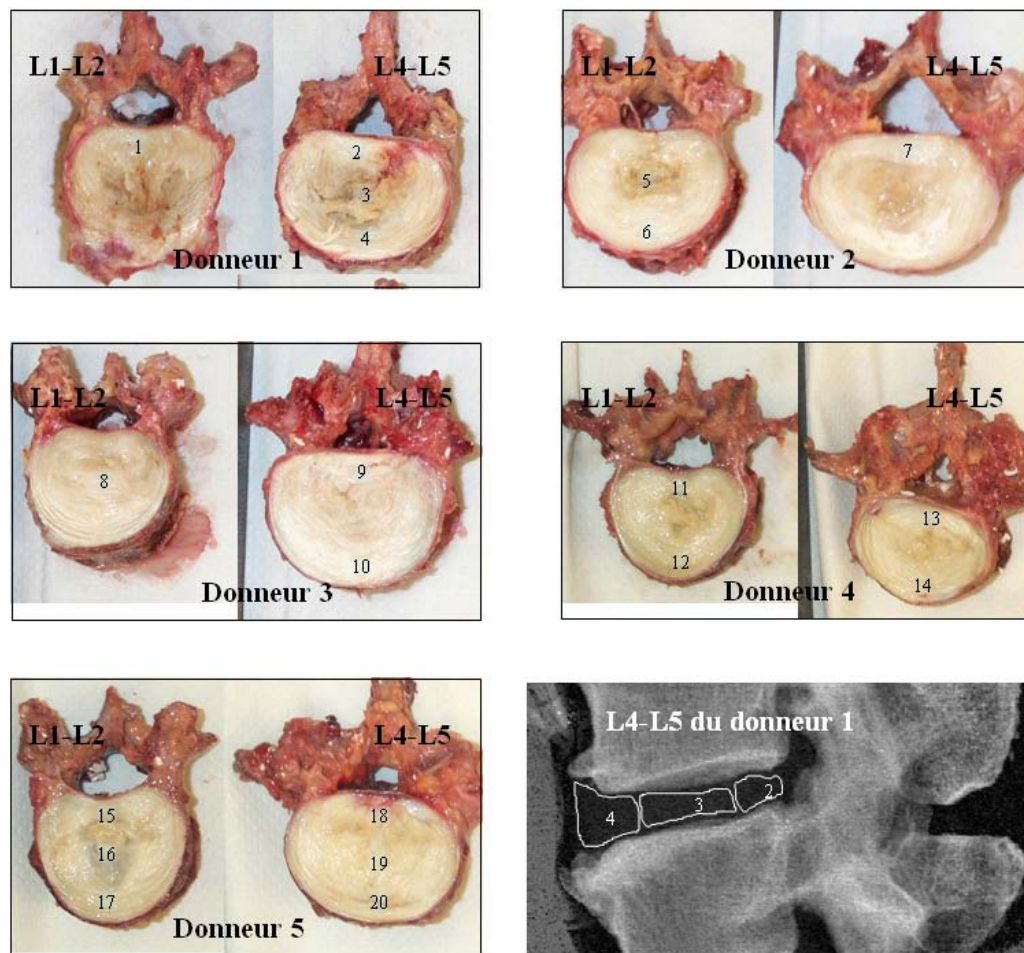 L1-L2
L4-L5
1
2
3
4
Donneur 1
L1-L2
L4-L5
5
6
7
Donneur 2
L1-L2
L4-L5
8
9
10
Donneur 3
L1-L2
L4-L5
11
12
13
14
Donneur 4
L1-L2
L4-L5
15
16
17
18
19
20
Donneur 5
L4-L5 du donneur 1
4
3
2